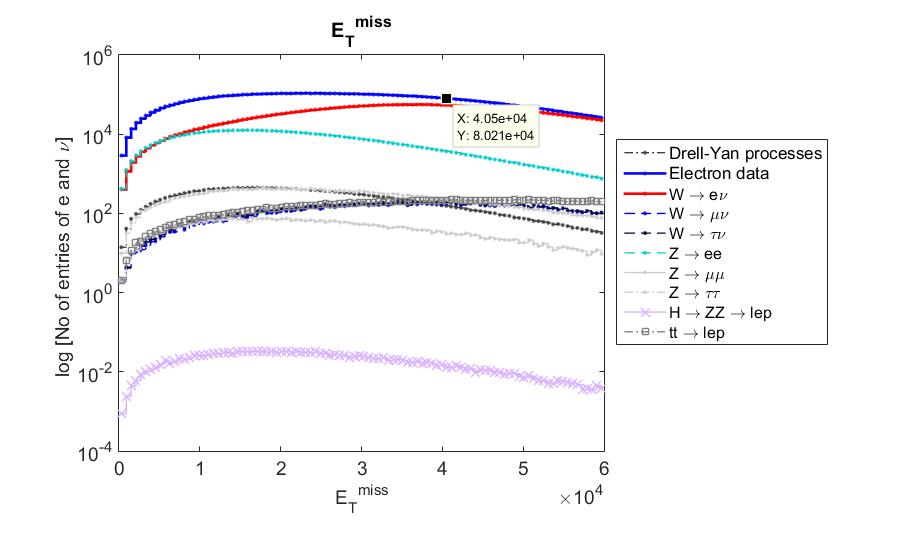 E_T^miss
10^6
10^4
10^2
10^0
10^-2
10^-4
log [No of entries of e and ν]
X: 4.05e+04
Y: 8.021e+04
0 1 2 3 4 5 6
×10^4
E_T^miss
Drell-Yan processes
Electron data
W → eν
W → μν
W → τν
Z → ee
Z → μμ
Z → ττ
H → ZZ → lep
tt → lep